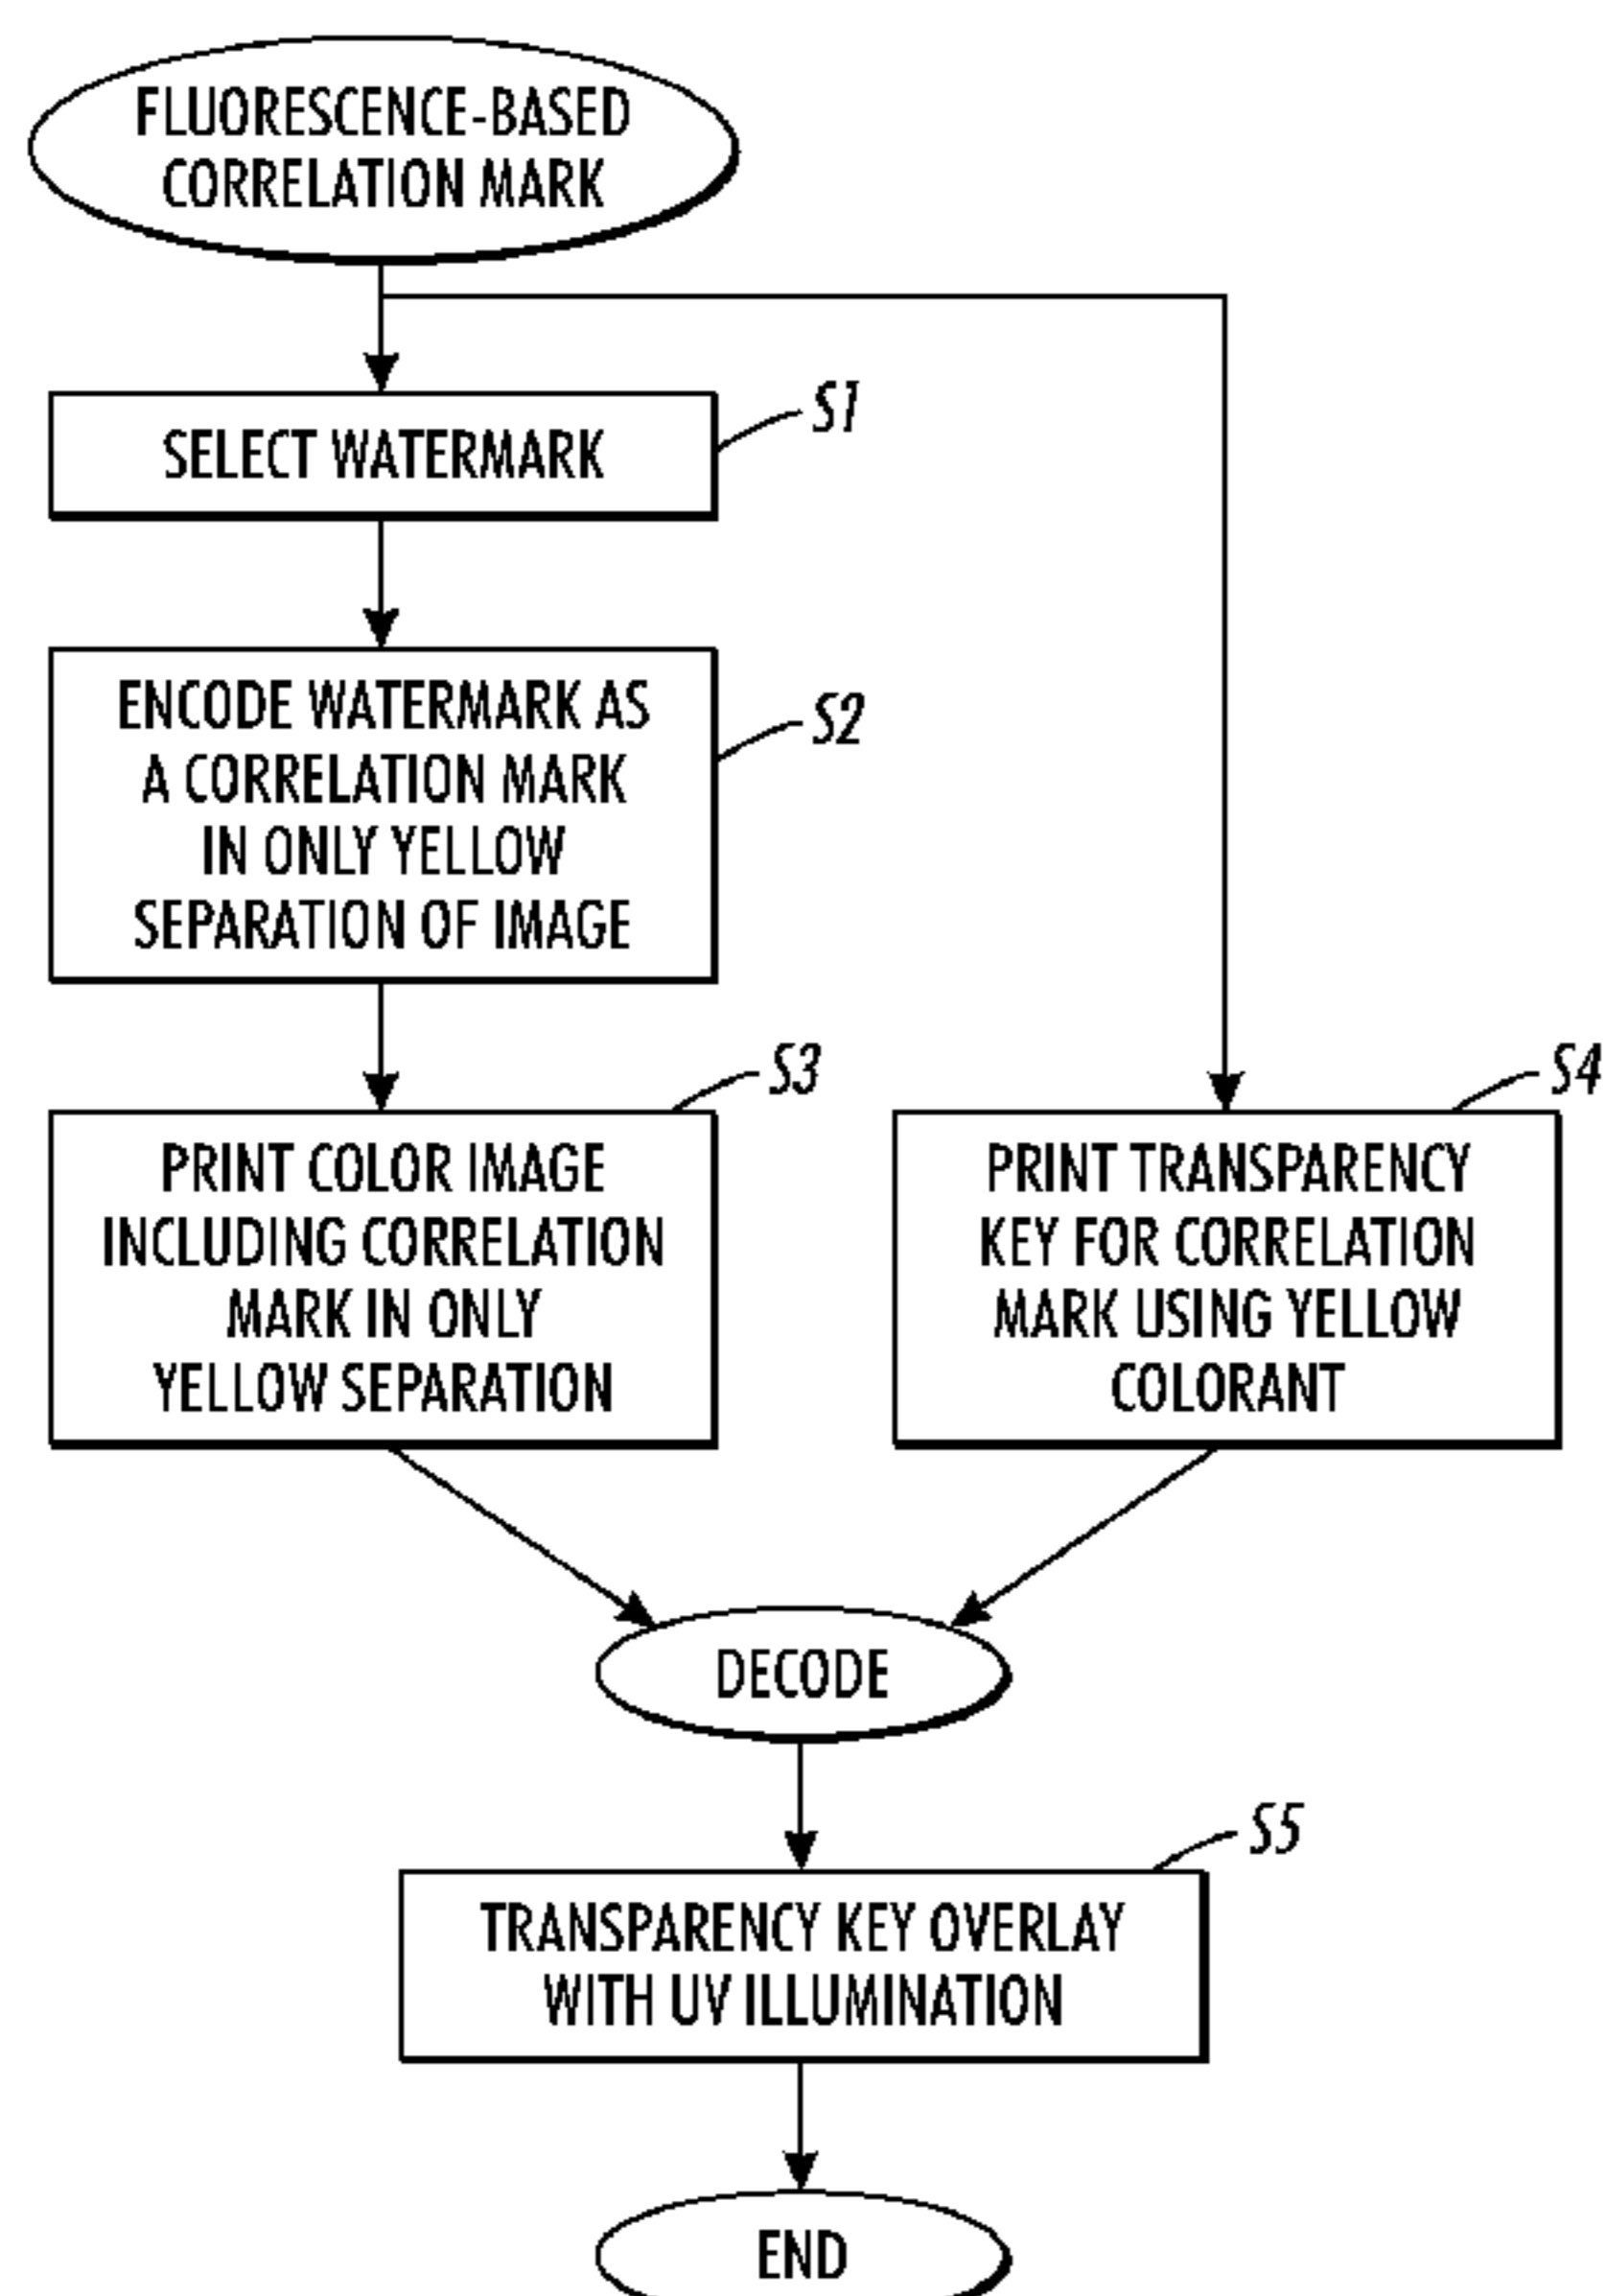 FLUORESCENCE-BASED
CORRELATION MARK
SELECT WATERMARK
S1
ENCODE WATERMARK AS
A CORRELATION MARK
IN ONLY YELLOW
SEPARATION OF IMAGE
S2
S3
PRINT COLOR IMAGE
INCLUDING CORRELATION
MARK IN ONLY
YELLOW SEPARATION
S4
PRINT TRANSPARENCY
KEY FOR CORRELATION
MARK USING YELLOW
COLORANT
DECODE
S5
TRANSPARENCY KEY OVERLAY
WITH UV ILLUMINATION
END